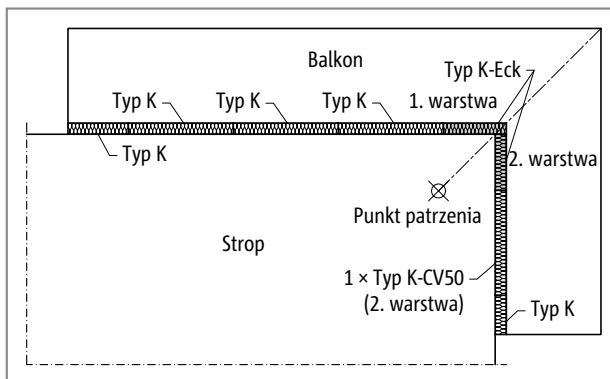 Balkon
Typ K-Eck
Typ K
Typ K
Typ K
1. warstwa
Typ K
2. warstwa
Punkt patrzenia
Strop
1 × Typ K-CV50
(2. warstwa)
Typ K